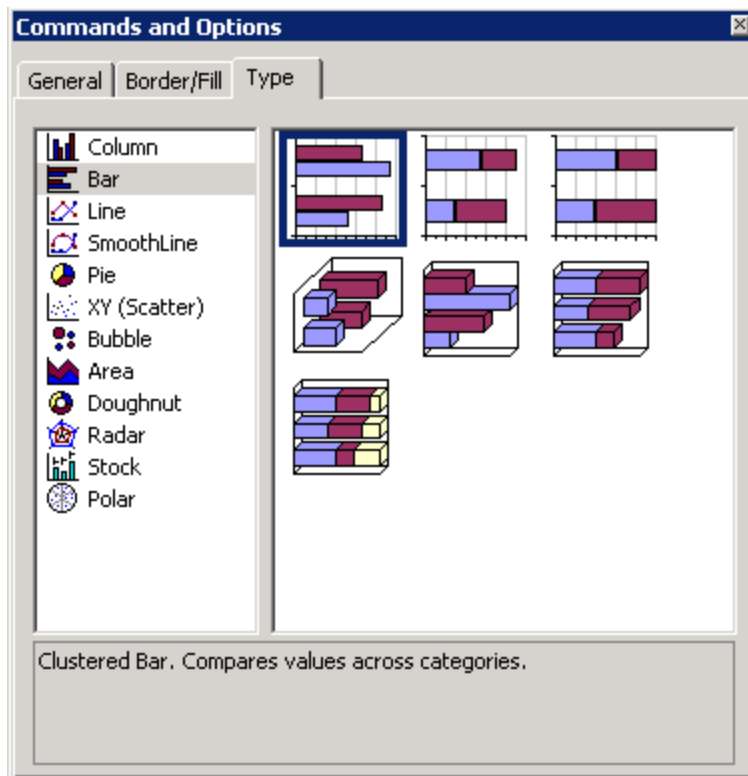 Commands and Options
General Border/Fill Type
Column
Bar
Line
SmoothLine
Pie
XY (Scatter)
Bubble
Area
Doughnut
Radar
Stock
Polar
Clustered Bar. Compares values across categories.